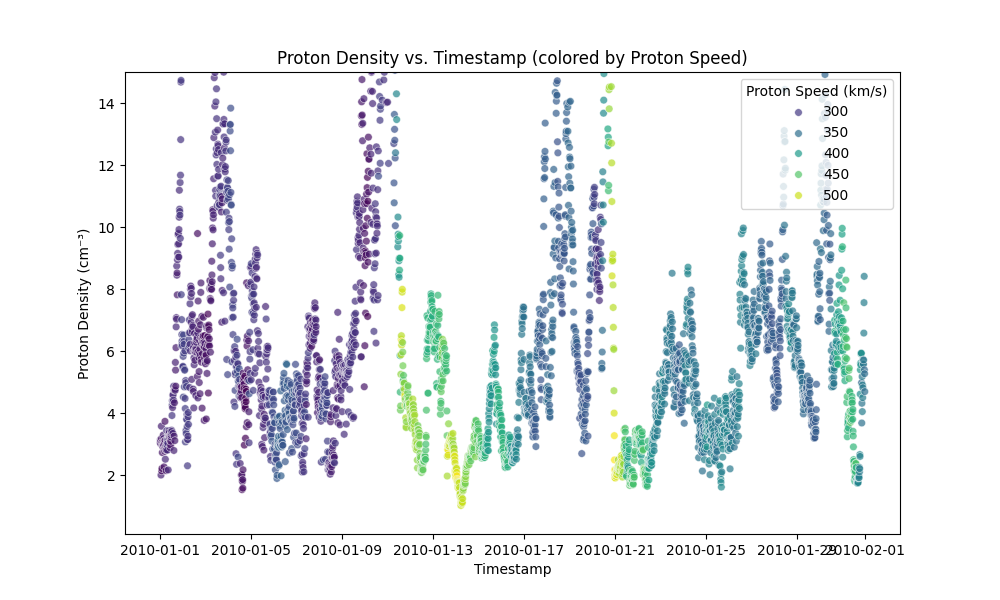 Proton Density vs. Timestamp (colored by Proton Speed)
Proton Speed (km/s)
300
350
400
450
500
14
12
10
8
6
4
2
Proton Density (cm⁻³)
2010-01-01 2010-01-05 2010-01-09 2010-01-13 2010-01-17 2010-01-21 2010-01-25 2010-01-29 2010-02-01
Timestamp